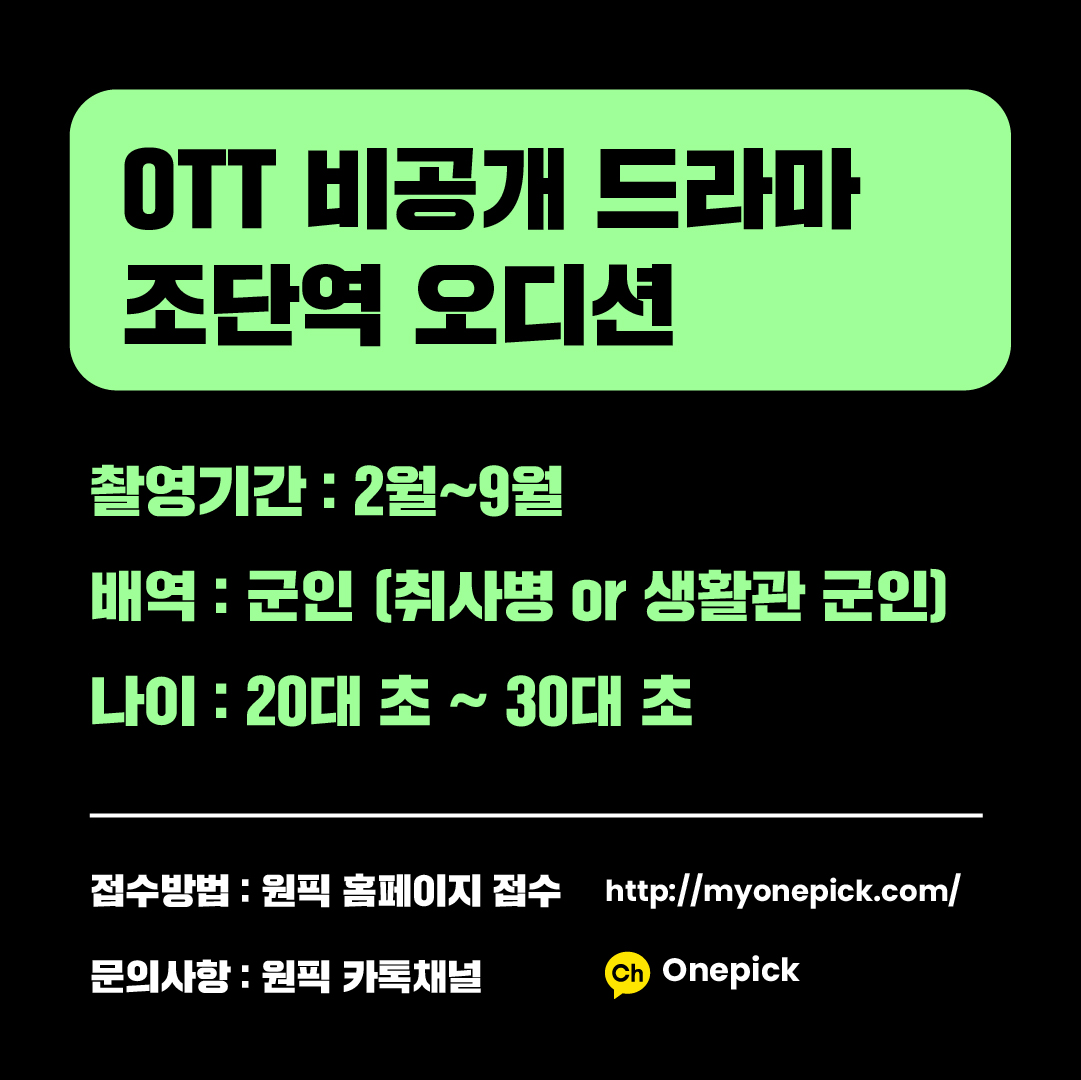 OTT 비공개 드라마
조단역 오디션
촬영기간 : 2월~9월
배역 : 군인 (취사병 or 생활관 군인)
나이 : 20대 초 ~ 30대 초
접수방법 : 원픽 홈페이지 접수 http://myonepick.com/
문의사항 : 원픽 카톡채널 Ch Onepick